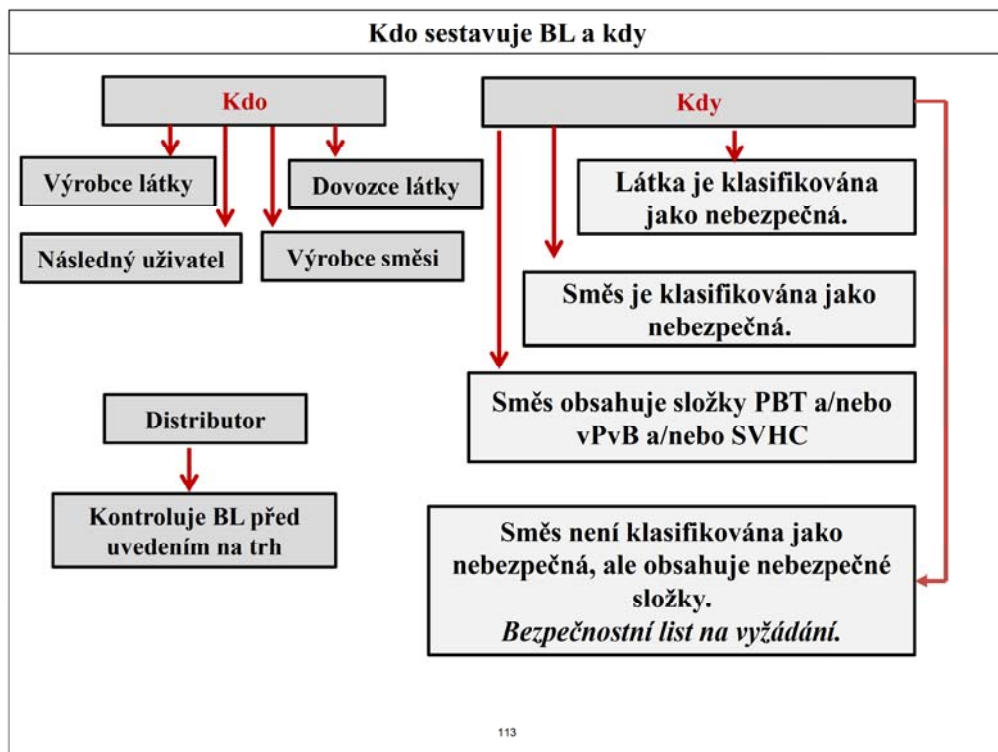 Kdo sestavuje BL a kdy
Kdo
Výrobce látky
Dovozce látky
Následný uživatel
Výrobce směsi
Distributor
Kontroluje BL před
uvedením na trh
Kdy
Látka je klasifikována
jako nebezpečná.
Směs je klasifikována jako
nebezpečná.
Směs obsahuje složky PBT a/nebo
vPvB a/nebo SVHC
Směs není klasifikována jako
nebezpečná, ale obsahuje nebezpečné
složky.
Bezpečnostní list na vyžádání.
113